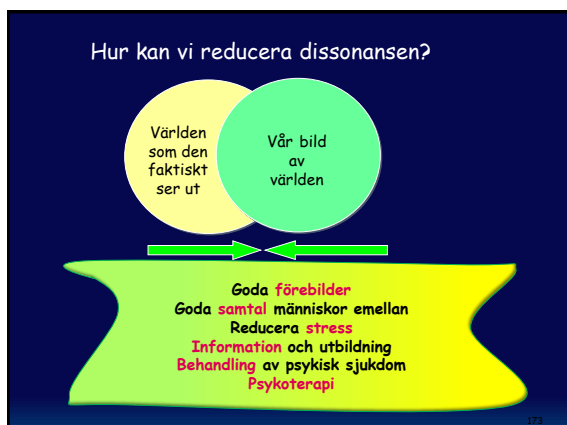 Hur kan vi reducera dissonansen?
Världen
som den
faktiskt
ser ut
Vår bild
av
världen
Goda förebilder
Goda samtal människor emellan
Reducera stress
Information och utbildning
Behandling av psykisk sjukdom
Psykoterapi
173